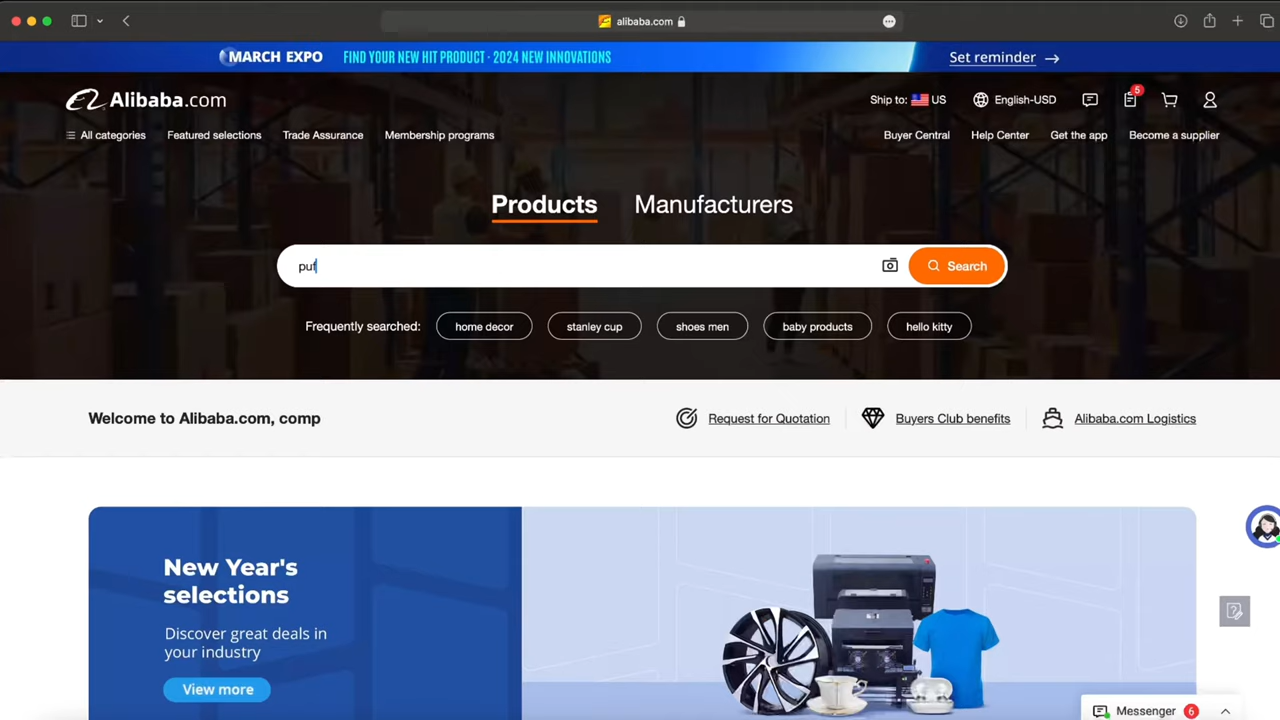 alibaba.com
MARCH EXPO FIND YOUR NEW HIT PRODUCT · 2024 NEW INNOVATIONS Set reminder →
Alibaba.com Ship to: US English-USD 5
All categories Featured selections Trade Assurance Membership programs Buyer Central Help Center Get the app Become a supplier
Products Manufacturers
puf Search
Frequently searched: home decor stanley cup shoes men baby products hello kitty
Welcome to Alibaba.com, comp Request for Quotation Buyers Club benefits Alibaba.com Logistics
New Year's
selections
Discover great deals in
your industry
View more
Messenger 6